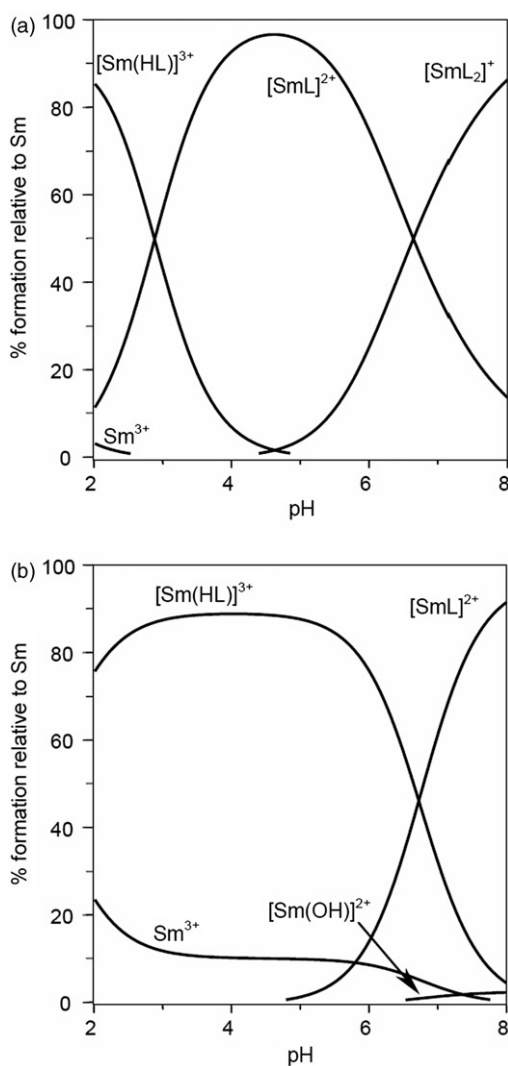 (a)
100
80
60
40
20
0
% formation relative to Sm
[Sm(HL)]³⁺
[SmL]²⁺
[SmL₂]⁺
Sm³⁺
2 4 6 8
pH
(b)
100
80
60
40
20
0
% formation relative to Sm
[Sm(HL)]³⁺
[SmL]²⁺
[Sm(OH)]²⁺
Sm³⁺
2 4 6 8
pH